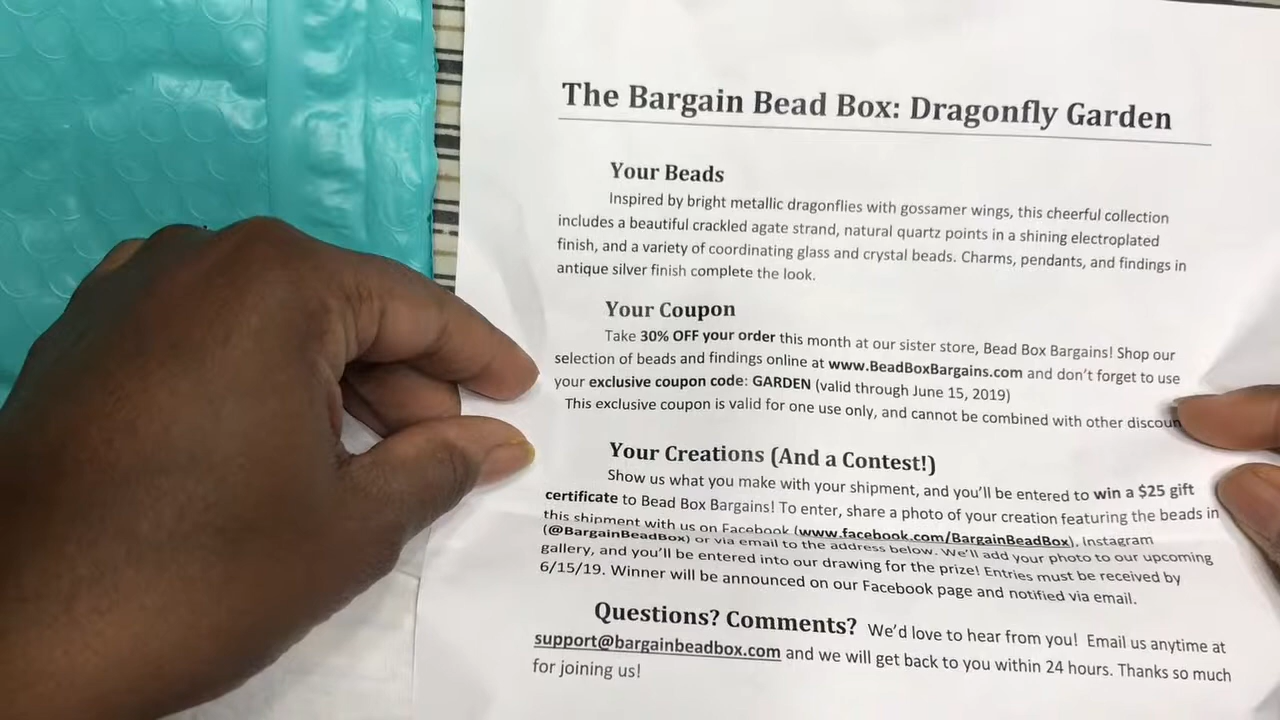 The Bargain Bead Box: Dragonfly Garden
Your Beads
Inspired by bright metallic dragonflies with gossamer wings, this cheerful collection
includes a beautiful crackled agate strand, natural quartz points in a shining electroplated
finish, and a variety of coordinating glass and crystal beads. Charms, pendants, and findings in
antique silver finish complete the look.
Your Coupon
Take 30% OFF your order this month at our sister store, Bead Box Bargains! Shop our
selection of beads and findings online at www.BeadBoxBargains.com and don't forget to use
your exclusive coupon code: GARDEN (valid through June 15, 2019)
This exclusive coupon is valid for one use only, and cannot be combined with other discoun
Your Creations (And a Contest!)
Show us what you make with your shipment, and you'll be entered to win a $25 gift
certificate to Bead Box Bargains! To enter, share a photo of your creation featuring the beads in
this shipment with us on Facebook (www.facebook.com/BargainBeadBox), Instagram
(@BargainBeadBox) or via email to the address below. We'll add your photo to our upcoming
gallery, and you'll be entered into our drawing for the prize! Entries must be received by
6/15/19. Winner will be announced on our Facebook page and notified via email.
Questions? Comments? We'd love to hear from you! Email us anytime at
support@bargainbeadbox.com and we will get back to you within 24 hours. Thanks so much
for joining us!